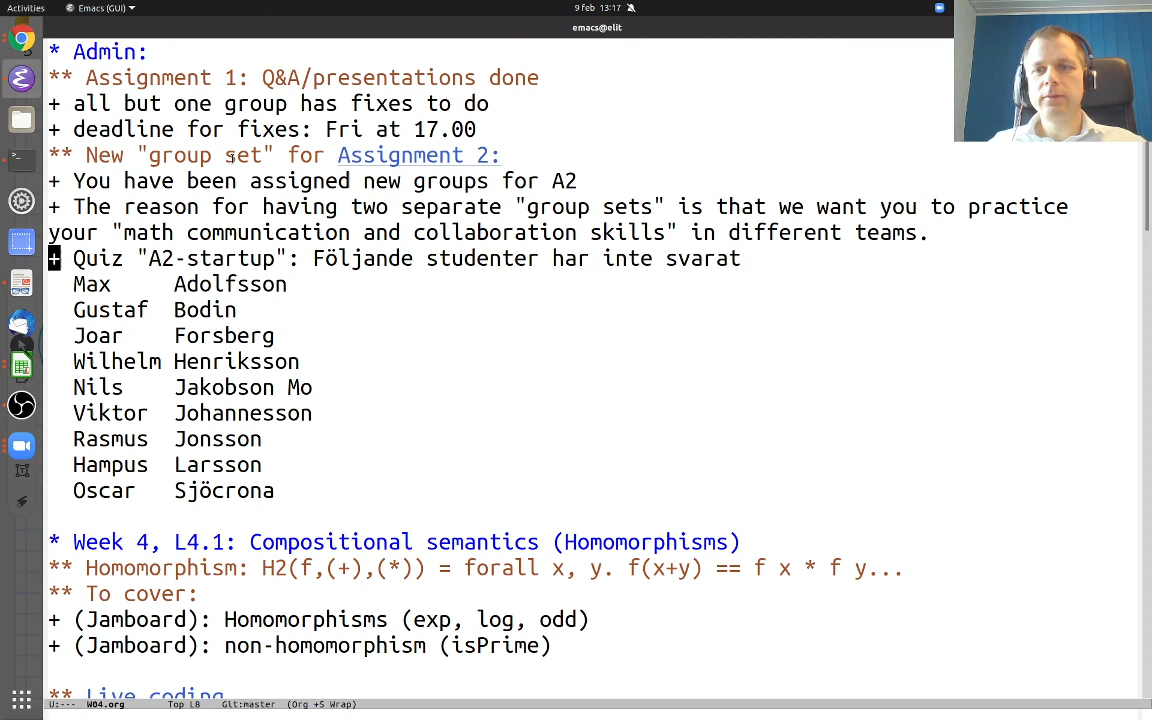 Activities Emacs (GUI) 9 feb 13:17
emacs@elit
* Admin:
** Assignment 1: Q&A/presentations done
+ all but one group has fixes to do
+ deadline for fixes: Fri at 17.00
** New "group set" for Assignment 2:
+ You have been assigned new groups for A2
+ The reason for having two separate "group sets" is that we want you to practice
your "math communication and collaboration skills" in different teams.
+ Quiz "A2-startup": Följande studenter har inte svarat
Max Adolfsson
Gustaf Bodin
Joar Forsberg
Wilhelm Henriksson
Nils Jakobson Mo
Viktor Johannesson
Rasmus Jonsson
Hampus Larsson
Oscar Sjöcrona
* Week 4, L4.1: Compositional semantics (Homomorphisms)
** Homomorphism: H2(f,(+),(*)) = forall x, y. f(x+y) == f x * f y...
** To cover:
+ (Jamboard): Homomorphisms (exp, log, odd)
+ (Jamboard): non-homomorphism (isPrime)
** Live coding
U:--- W04.org Top L8 Git:master (Org +5 Wrap)